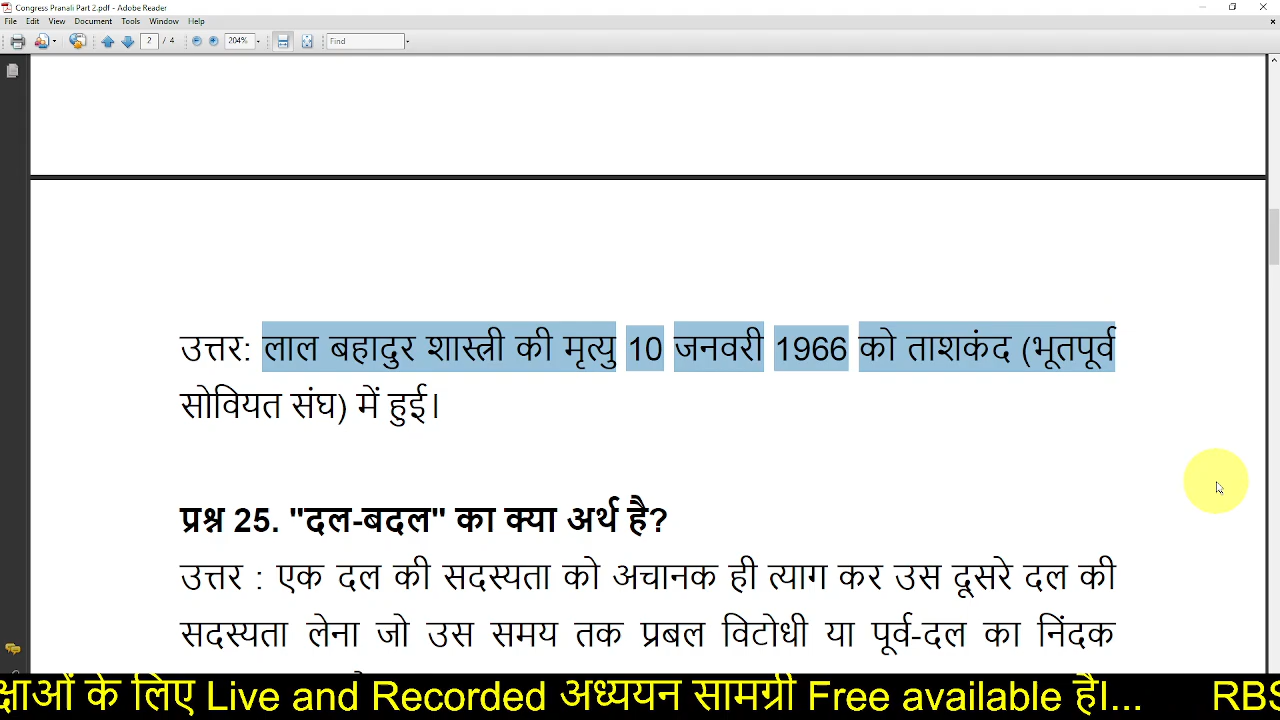 Congress Pranali Part 2.pdf - Adobe Reader
File Edit View Document Tools Window Help
2 / 4 204% Find
उत्तर: लाल बहादुर शास्त्री की मृत्यु 10 जनवरी 1966 को ताशकंद (भूतपूर्व
सोवियत संघ) में हुई।
प्रश्न 25. "दल-बदल" का क्या अर्थ है?
उत्तर : एक दल की सदस्यता को अचानक ही त्याग कर उस दूसरे दल की
सदस्यता लेना जो उस समय तक प्रबल विटोधी या पूर्व-दल का निंदक
क्षाओं के लिए Live and Recorded अध्ययन सामग्री Free available है।... RBS